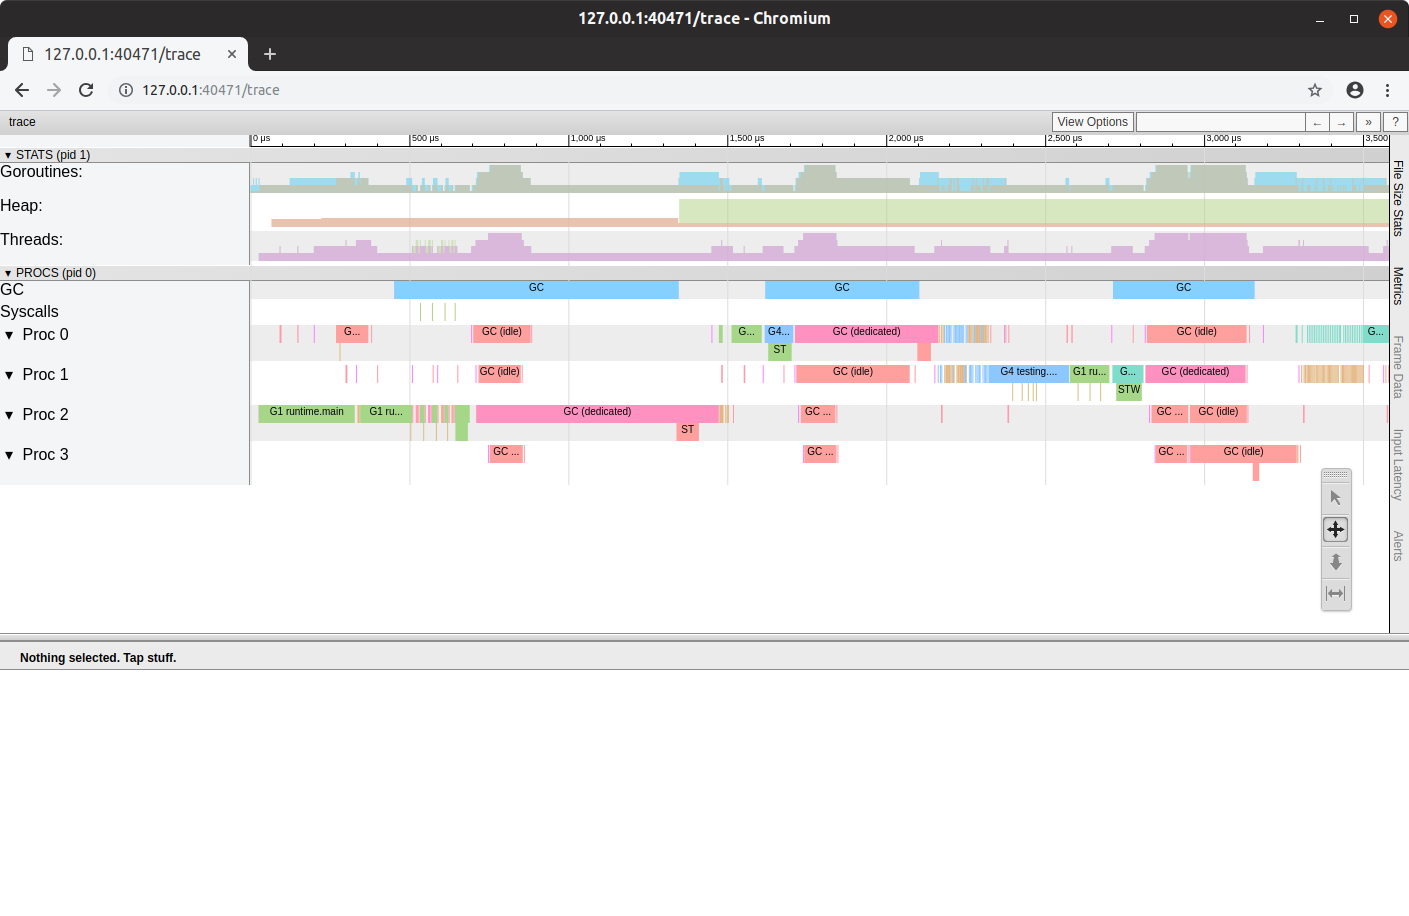 127.0.0.1:40471/trace - Chromium
127.0.0.1:40471/trace
127.0.0.1:40471/trace
trace
View Options
← → » ?
0 µs 500 µs 1,000 µs 1,500 µs 2,000 µs 2,500 µs 3,000 µs 3,500
STATS (pid 1)
Goroutines:
Heap:
Threads:
PROCS (pid 0)
GC GC GC GC
Syscalls
Proc 0 G... GC (idle) G... G4... GC (dedicated) GC (idle) G...
ST
Proc 1 GC (idle) GC (idle) G4 testing.... G1 ru... G... GC (dedicated)
STW
Proc 2 G1 runtime.main G1 ru... GC (dedicated) GC ... GC ... GC (idle)
ST
Proc 3 GC ... GC ... GC ... GC (idle)
File Size Stats
Metrics
Frame Data
Input Latency
Alerts
Nothing selected. Tap stuff.